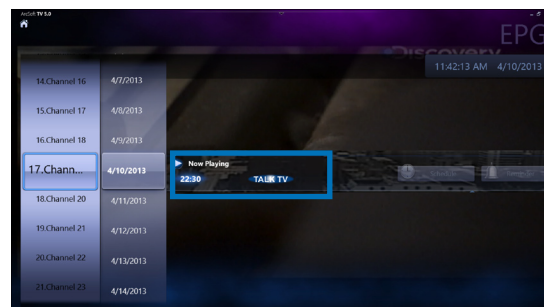 ArcSoft TV 5.0
EPG
Discovery
11:42:13 AM 4/10/2013
14.Channel 16 4/7/2013
15.Channel 17 4/8/2013
16.Channel 18 4/9/2013
17.Chann... 4/10/2013
Now Playing
22:30 TALK TV
18.Channel 20 4/11/2013
19.Channel 21 4/12/2013
20.Channel 22 4/13/2013
21.Channel 23 4/14/2013